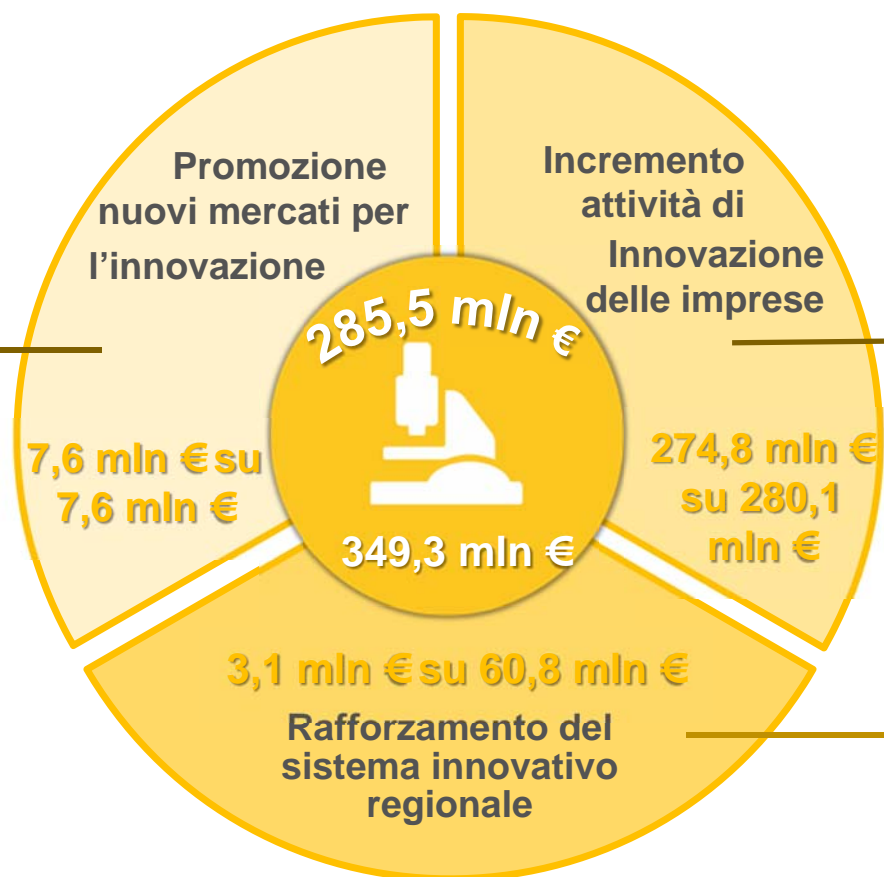 Promozione
nuovi mercati per
l’innovazione
7,6 mln € su
7,6 mln €
Incremento
attività di
Innovazione
delle imprese
274,8 mln €
su 280,1
mln €
285,5 mln €
349,3 mln €
3,1 mln € su 60,8 mln €
Rafforzamento del
sistema innovativo
regionale